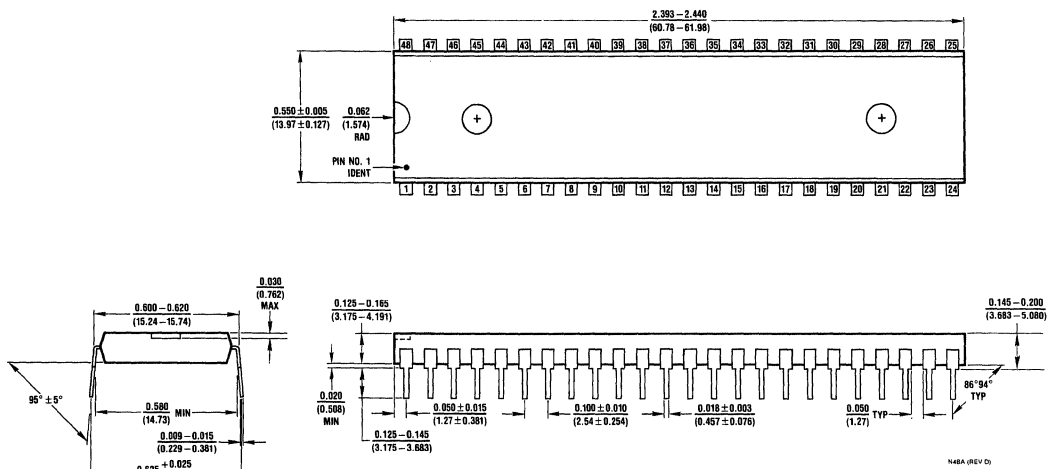 2.393–2.440
(60.78–61.98)
48 47 46 45 44 43 42 41 40 39 38 37 36 35 34 33 32 31 30 29 28 27 26 25
0.550 ± 0.005
(13.97 ± 0.127)
0.062
(1.574)
RAD
PIN NO. 1
IDENT
1 2 3 4 5 6 7 8 9 10 11 12 13 14 15 16 17 18 19 20 21 22 23 24
0.600–0.620
(15.24–15.74)
0.030
(0.762)
MAX
95° ± 5°
0.580
(14.73)
MIN
0.009–0.015
(0.229–0.381)
+0.025
0.125–0.165
(3.175–4.191)
0.145–0.200
(3.683–5.080)
0.020
(0.508)
MIN
0.125–0.145
(3.175–3.683)
0.050 ± 0.015
(1.27 ± 0.381)
0.100 ± 0.010
(2.54 ± 0.254)
0.018 ± 0.003
(0.457 ± 0.076)
0.050
(1.27)
TYP
86°94°
TYP
N48A (REV D)